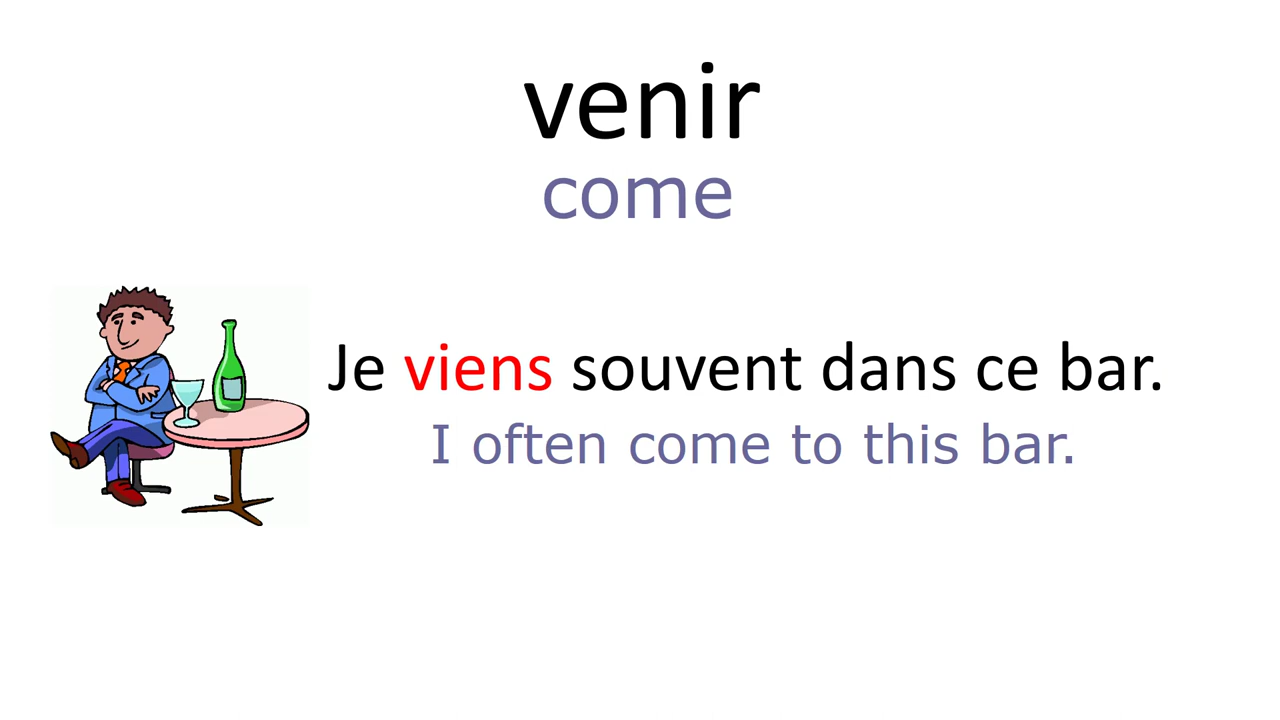 venir
come
Je viens souvent dans ce bar.
I often come to this bar.